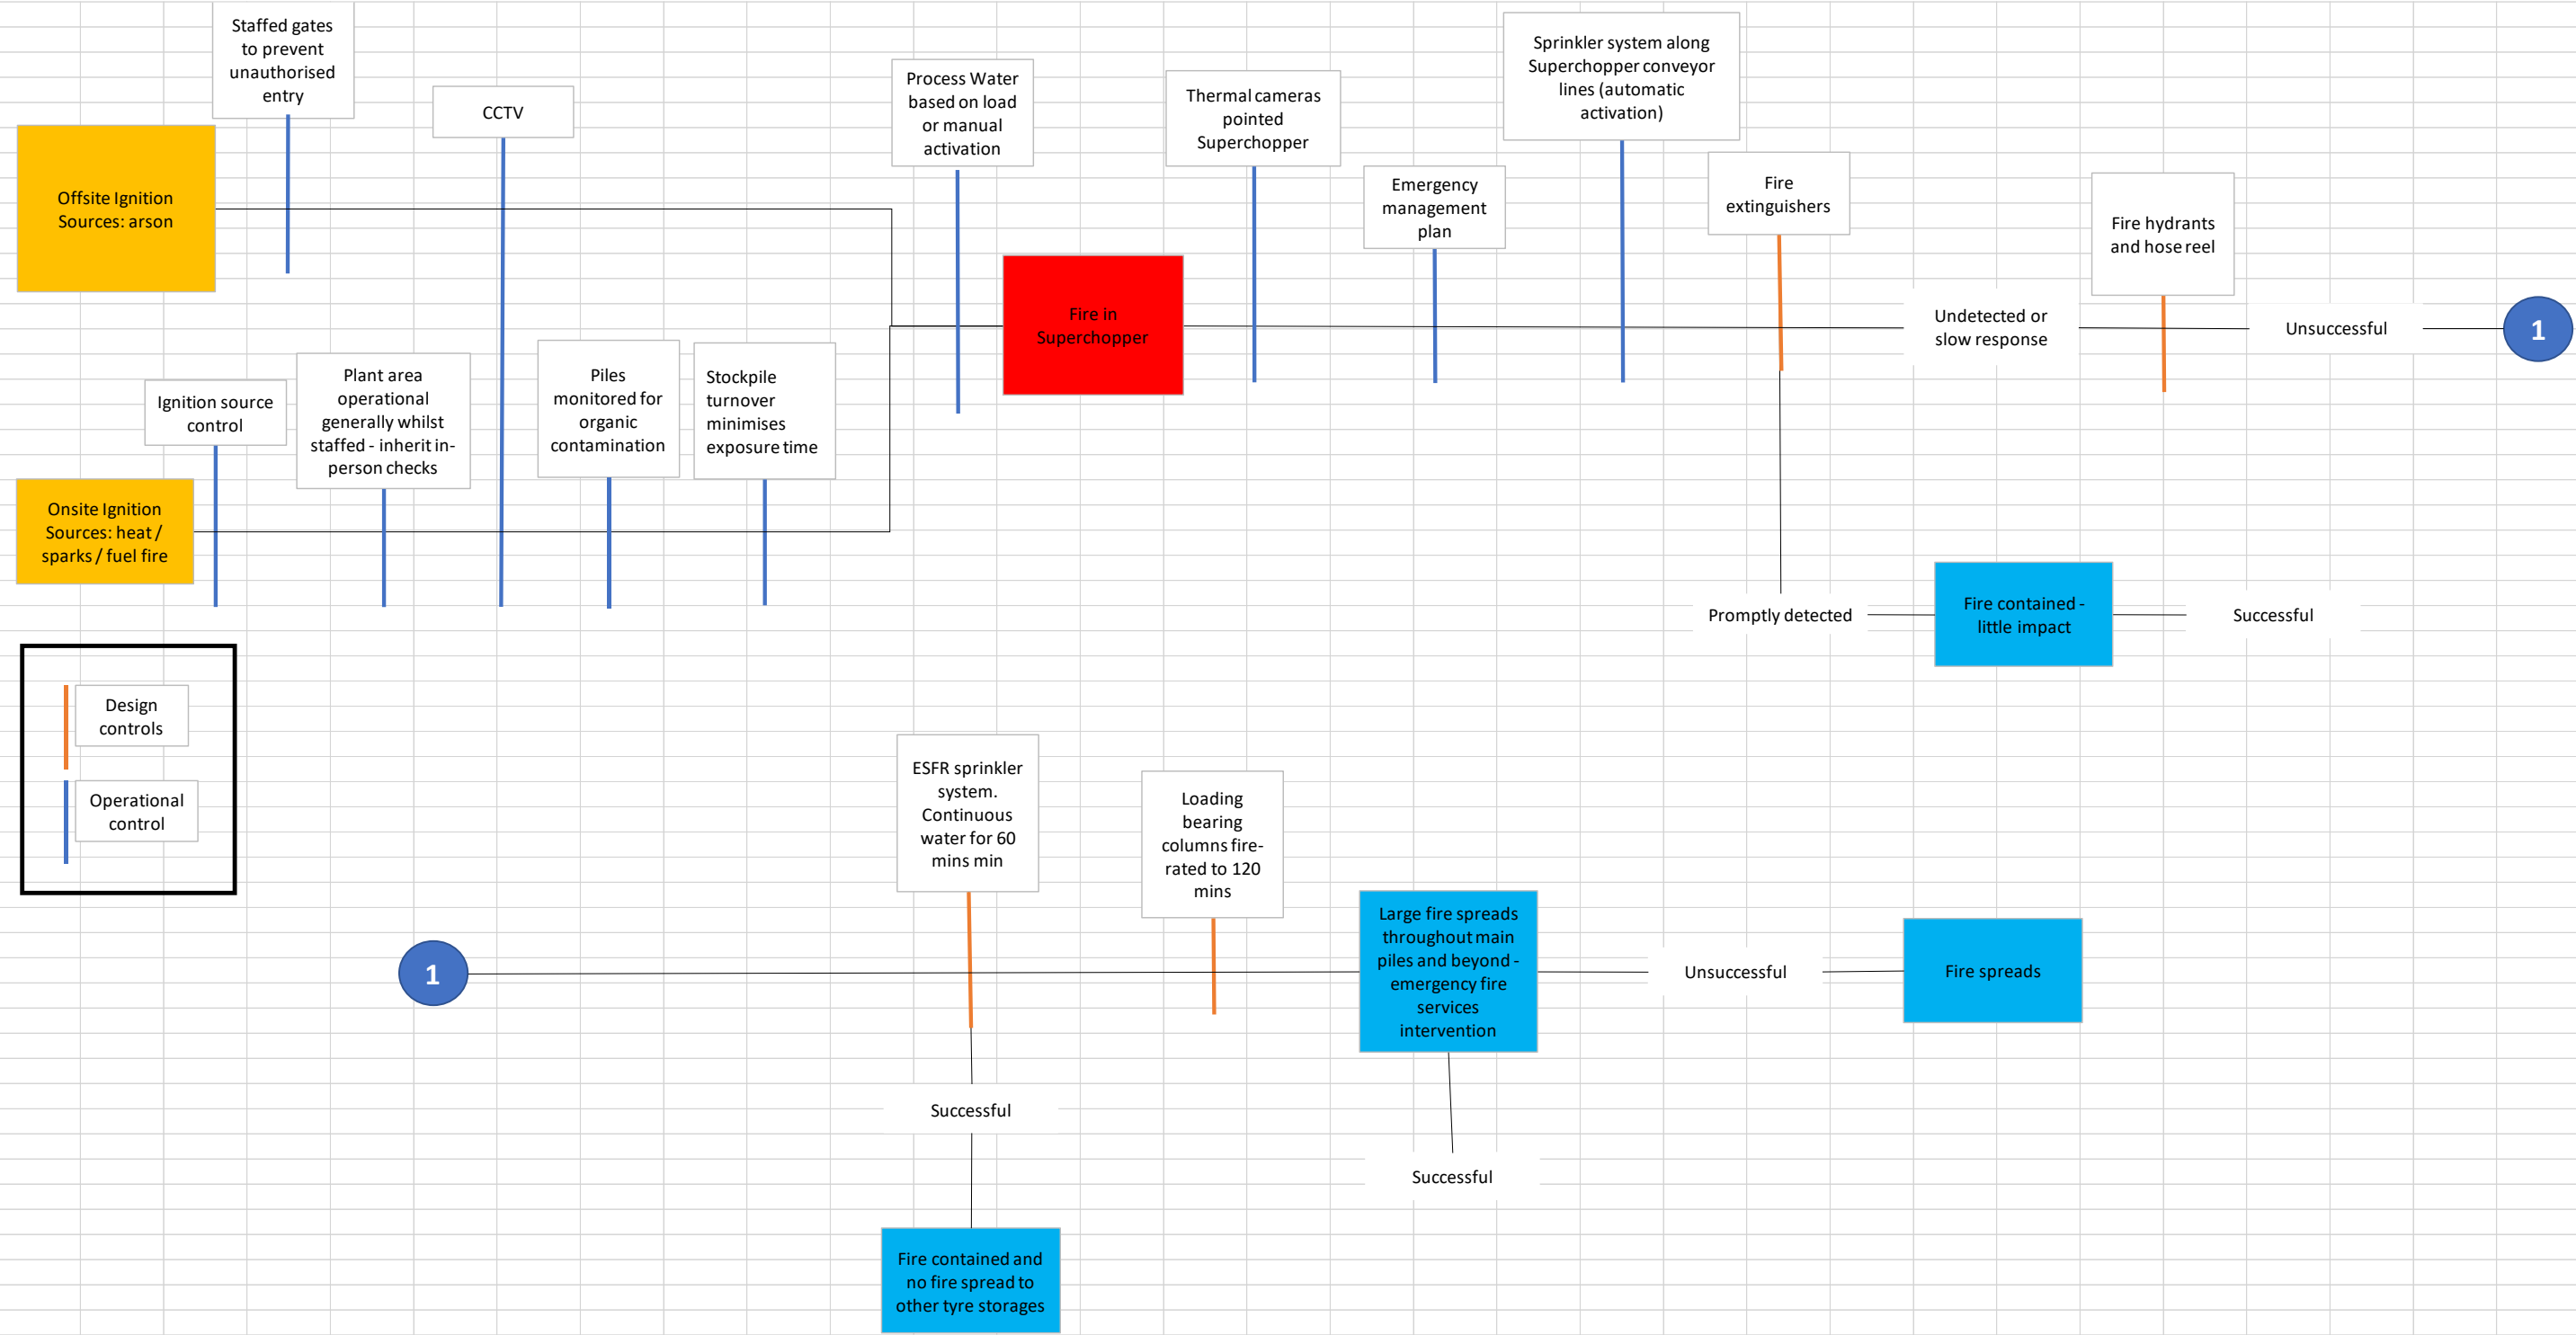 Staffed gates
to prevent
unauthorised
entry
CCTV
Process Water
based on load
or manual
activation
Thermal cameras
pointed
Superchopper
Emergency
management
plan
Sprinkler system along
Superchopper conveyor
lines (automatic
activation)
Fire
extinguishers
Fire hydrants
and hose reel
Offsite Ignition
Sources: arson
Fire in
Superchopper
Undetected or
slow response
Unsuccessful
1
Ignition source
control
Plant area
operational
generally whilst
staffed - inherit in-
person checks
Piles
monitored for
organic
contamination
Stockpile
turnover
minimises
exposure time
Onsite Ignition
Sources: heat /
sparks / fuel fire
Promptly detected
Fire contained -
little impact
Successful
Design
controls
Operational
control
ESFR sprinkler
system.
Continuous
water for 60
mins min
Loading
bearing
columns fire-
rated to 120
mins
1
Large fire spreads
throughout main
piles and beyond -
emergency fire
services
intervention
Unsuccessful
Fire spreads
Successful
Successful
Fire contained and
no fire spread to
other tyre storages